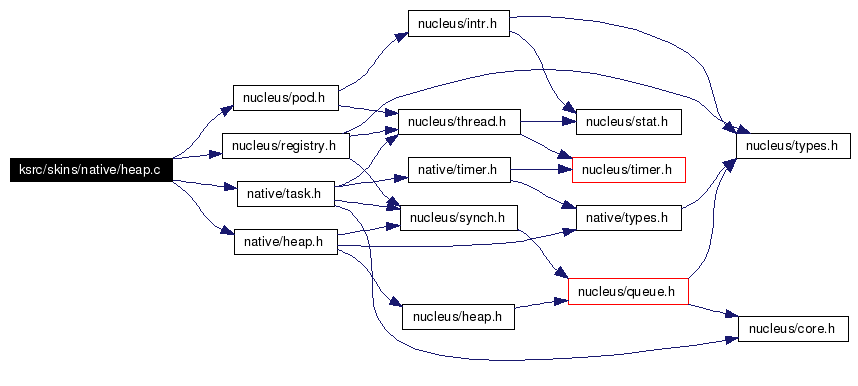 nucleus/intr.h
nucleus/pod.h
nucleus/thread.h
nucleus/stat.h
nucleus/registry.h
nucleus/types.h
ksrc/skins/native/heap.c
native/timer.h
nucleus/timer.h
native/task.h
nucleus/synch.h
native/types.h
native/heap.h
nucleus/queue.h
nucleus/heap.h
nucleus/core.h